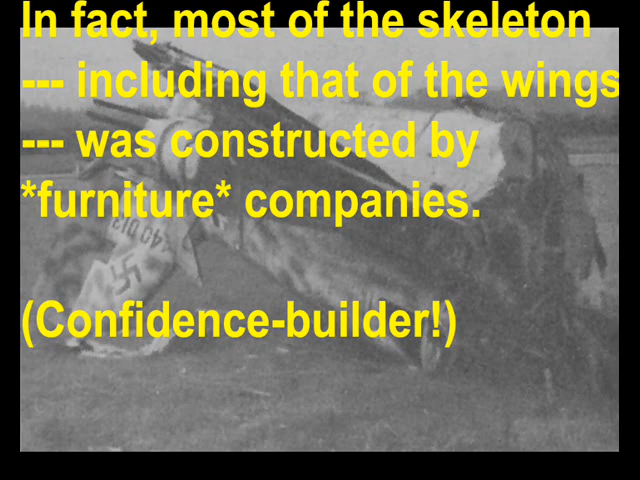 In fact, most of the skeleton
--- including that of the wings
--- was constructed by
*furniture* companies.
(Confidence-builder!)